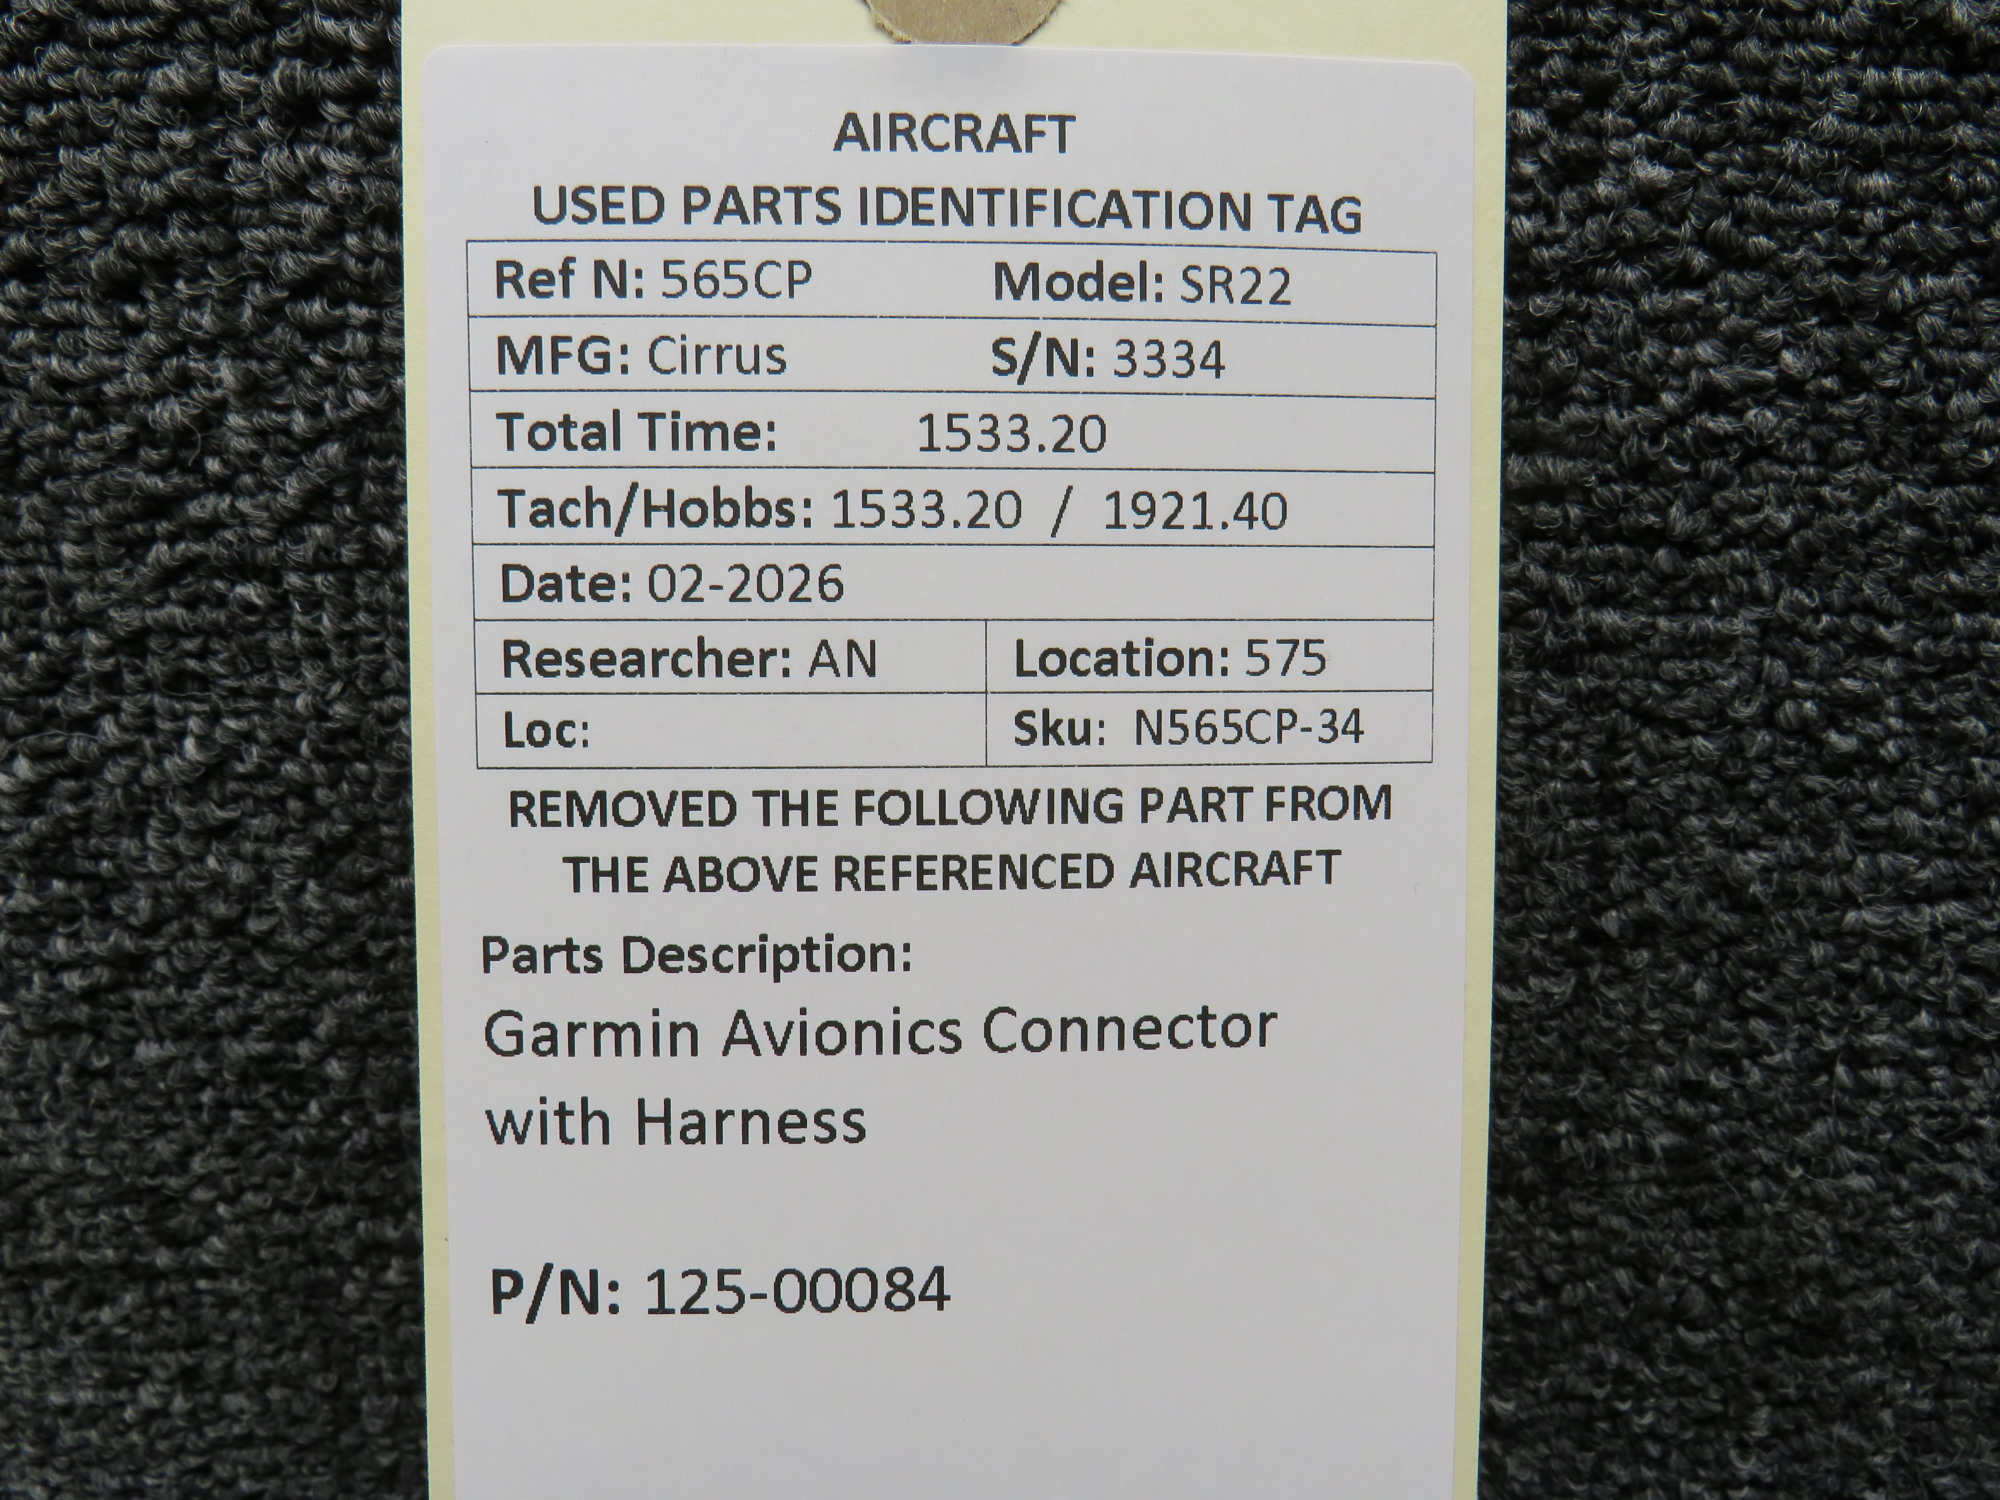 AIRCRAFT
USED PARTS IDENTIFICATION TAG
Ref N: 565CP Model: SR22
MFG: Cirrus S/N: 3334
Total Time: 1533.20
Tach/Hobbs: 1533.20 / 1921.40
Date: 02-2026
Researcher: AN Location: 575
Loc: Sku: N565CP-34
REMOVED THE FOLLOWING PART FROM
THE ABOVE REFERENCED AIRCRAFT
Parts Description:
Garmin Avionics Connector
with Harness
P/N: 125-00084